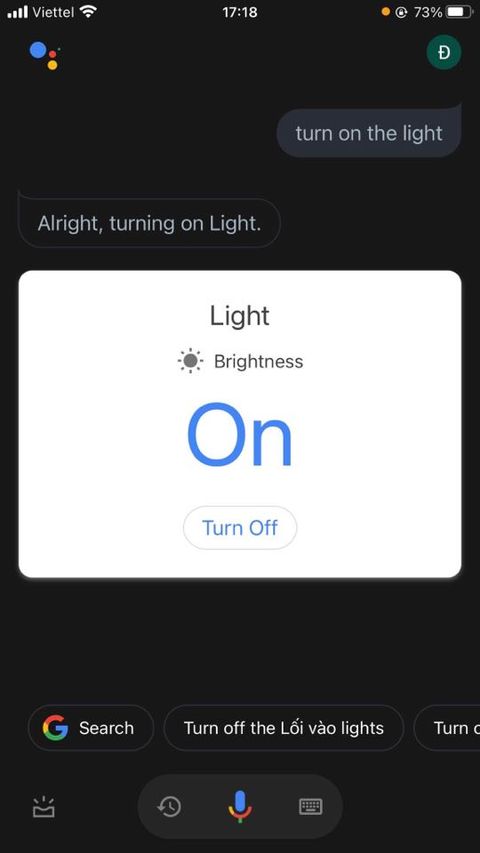 Viettel 17:18 73%
Đ
turn on the light
Alright, turning on Light.
Light
Brightness
On
Turn Off
Search Turn off the Lối vào lights Turn